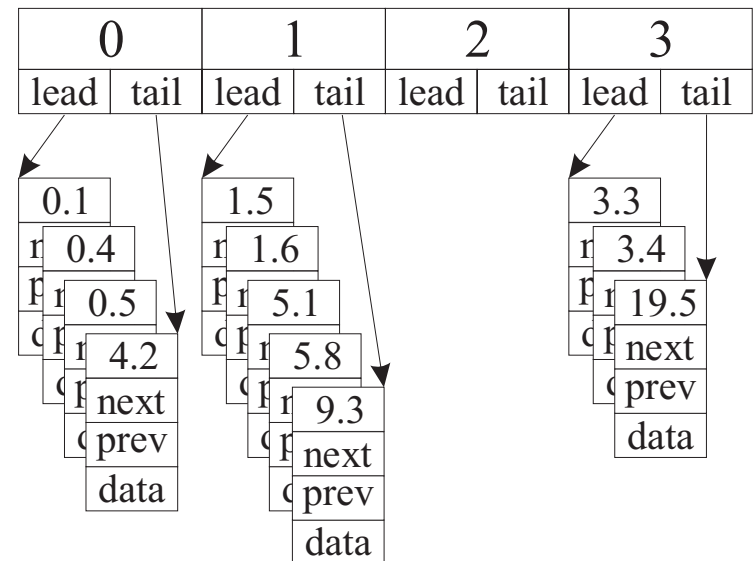 0 1 2 3
lead tail lead tail lead tail lead tail
0.1 1.5 3.3
0.4 1.6 3.4
0.5 5.1 19.5
4.2 5.8 next
next 9.3 prev
prev next data
data prev
data